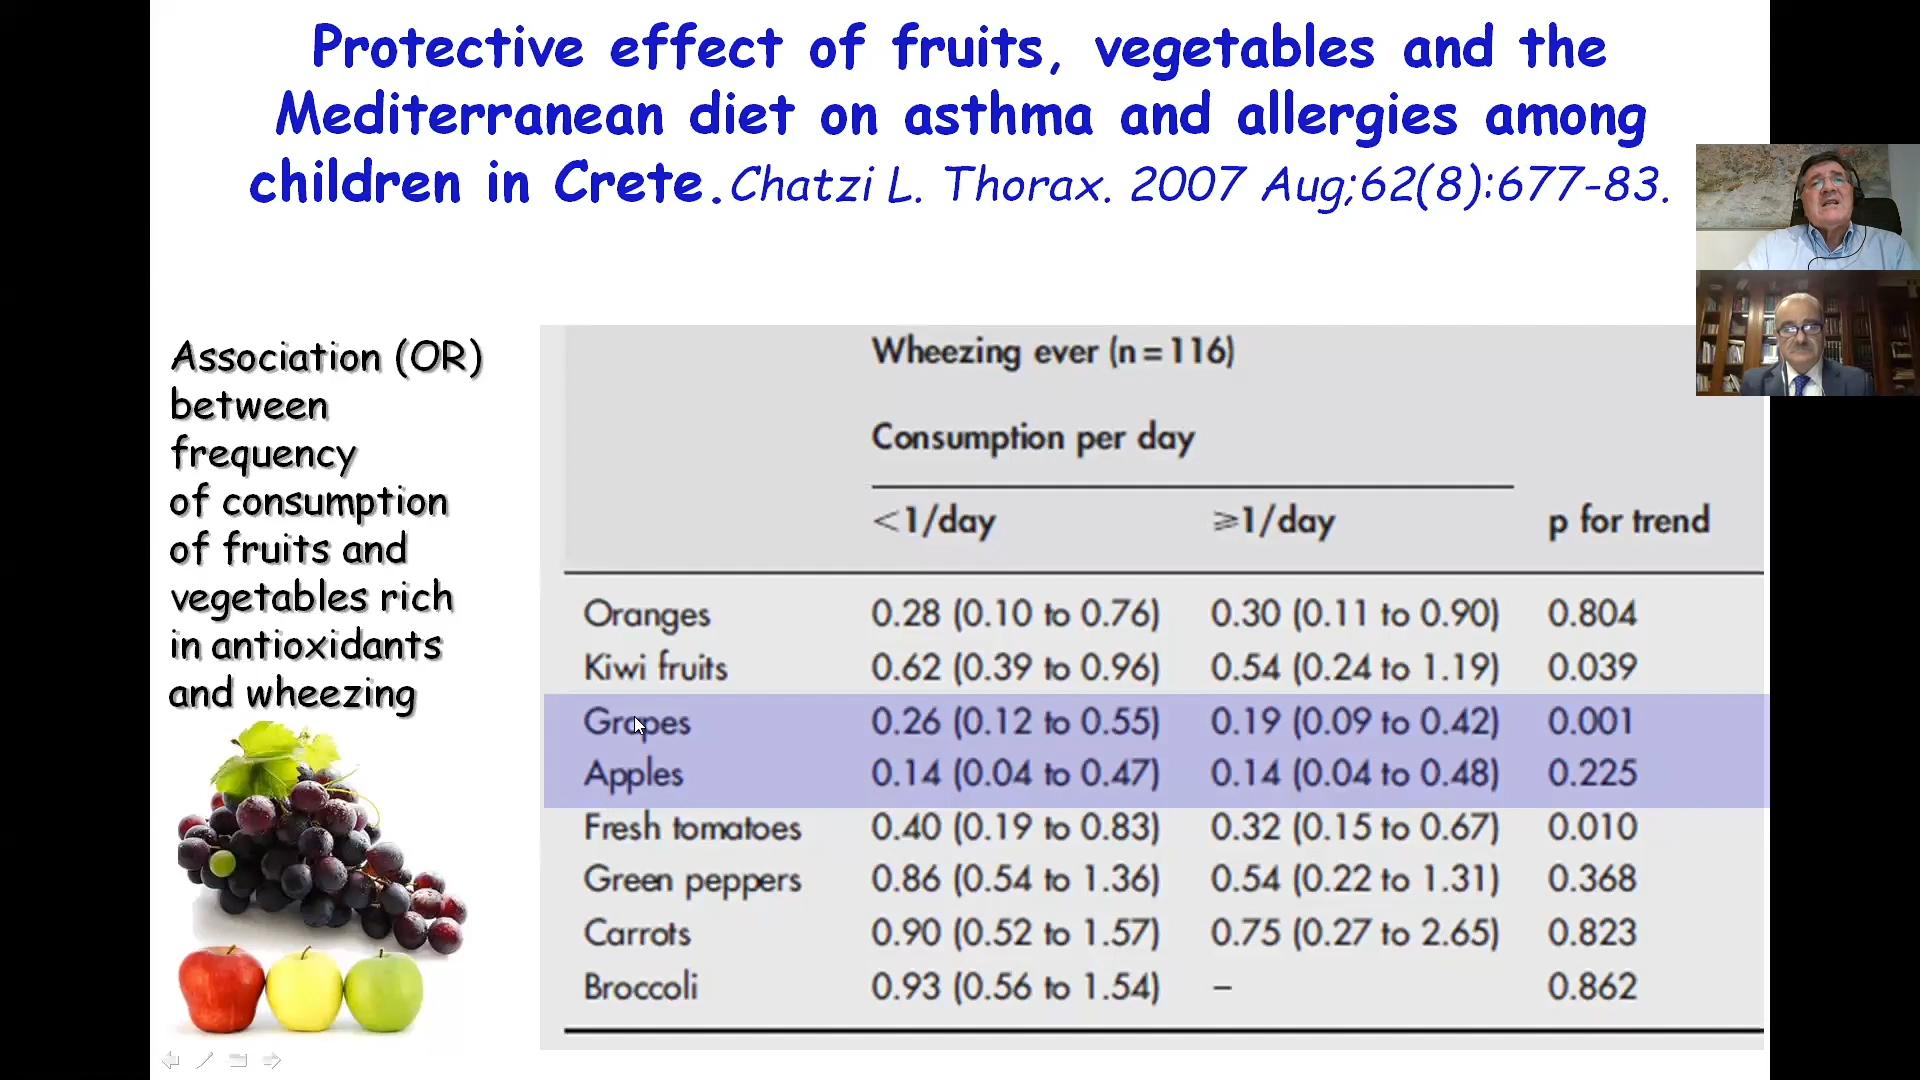 Protective effect of fruits, vegetables and the
Mediterranean diet on asthma and allergies among
children in Crete. Chatzi L. Thorax. 2007 Aug;62(8):677-83.
Association (OR)
between
frequency
of consumption
of fruits and
vegetables rich
in antioxidants
and wheezing
Wheezing ever (n = 116)
Consumption per day
<1/day ⩾1/day p for trend
Oranges 0.28 (0.10 to 0.76) 0.30 (0.11 to 0.90) 0.804
Kiwi fruits 0.62 (0.39 to 0.96) 0.54 (0.24 to 1.19) 0.039
Grapes 0.26 (0.12 to 0.55) 0.19 (0.09 to 0.42) 0.001
Apples 0.14 (0.04 to 0.47) 0.14 (0.04 to 0.48) 0.225
Fresh tomatoes 0.40 (0.19 to 0.83) 0.32 (0.15 to 0.67) 0.010
Green peppers 0.86 (0.54 to 1.36) 0.54 (0.22 to 1.31) 0.368
Carrots 0.90 (0.52 to 1.57) 0.75 (0.27 to 2.65) 0.823
Broccoli 0.93 (0.56 to 1.54) – 0.862